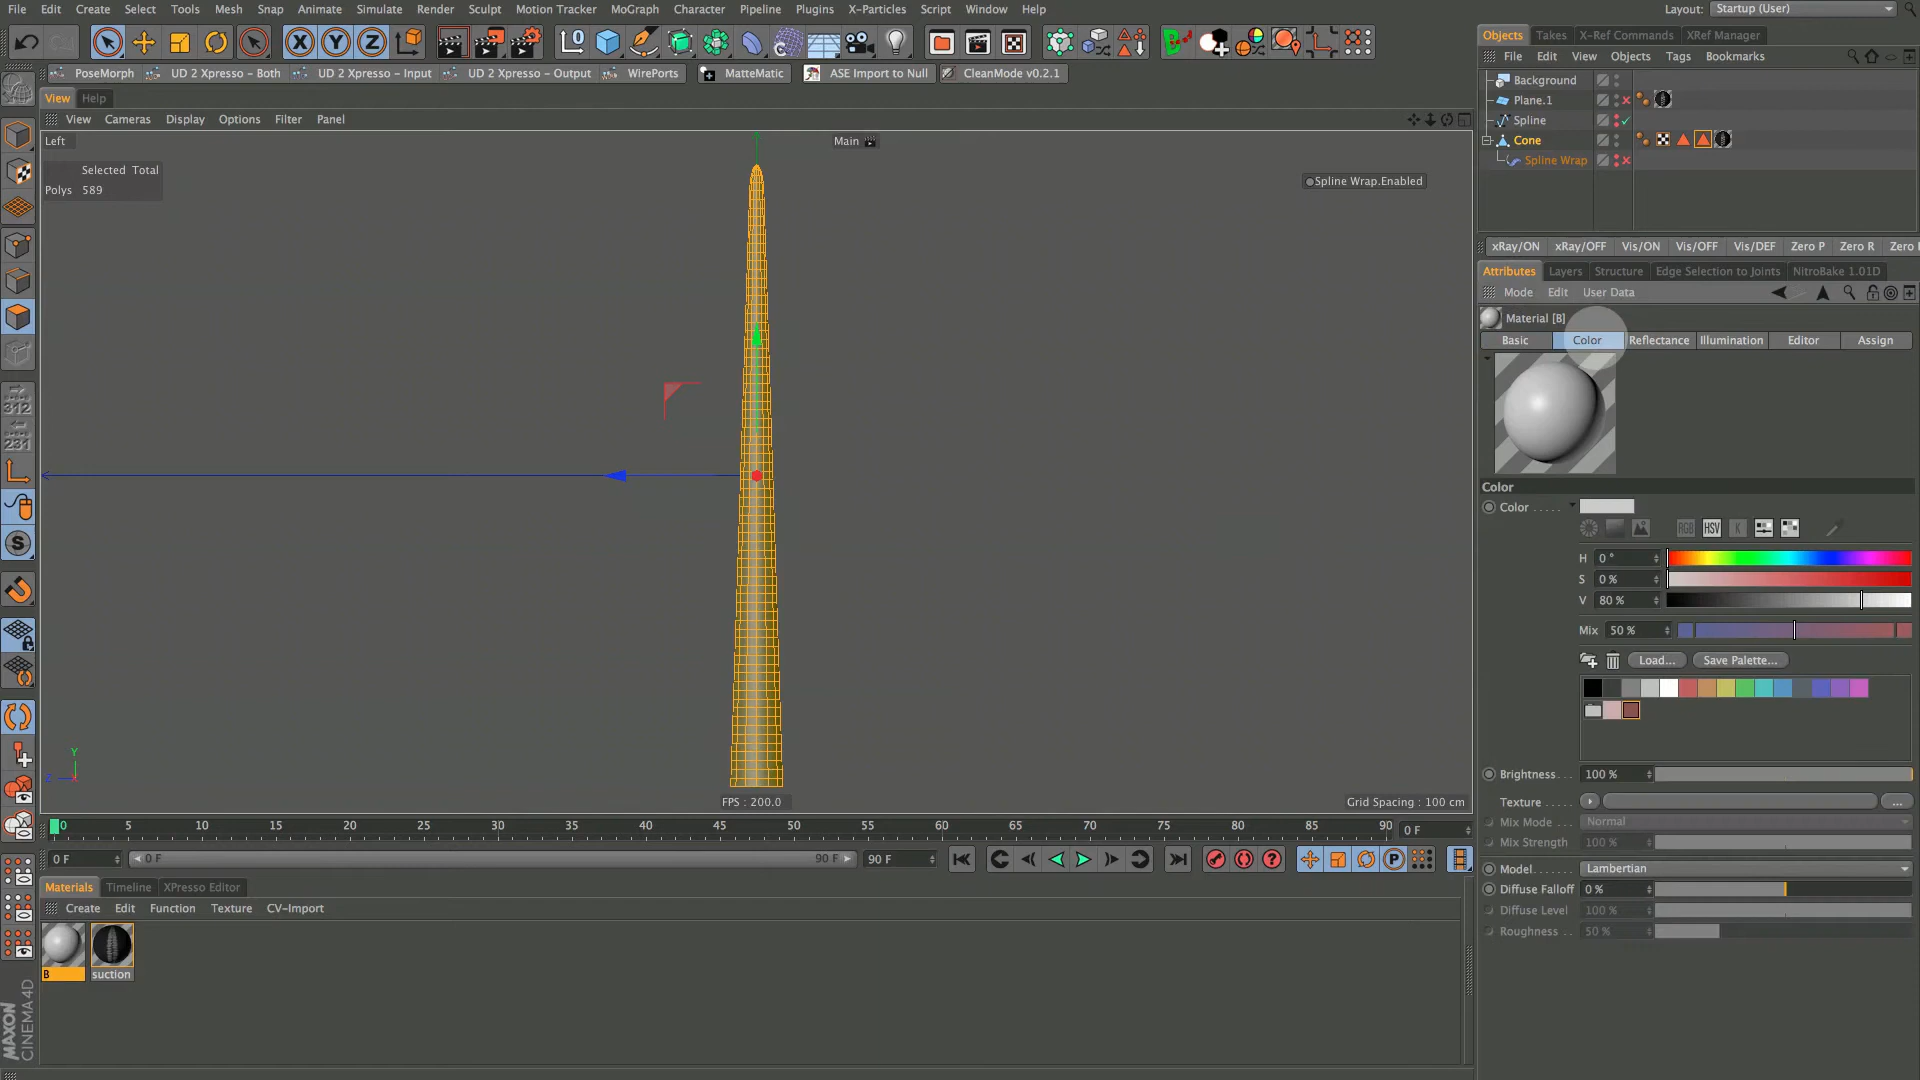 File Edit Create Select Tools Mesh Snap Animate Simulate Render Sculpt Motion Tracker MoGraph Character Pipeline Plugins X-Particles Script Window Help Layout: Startup (User)
PoseMorph UD 2 Xpresso - Both UD 2 Xpresso - Input UD 2 Xpresso - Output WirePorts MatteMatic ASE Import to Null CleanMode v0.2.1
View Help
View Cameras Display Options Filter Panel
Left Main
Selected Total
Polys 589
Spline Wrap.Enabled
Y
Z
FPS : 200.0 Grid Spacing : 100 cm
0 5 10 15 20 25 30 35 40 45 50 55 60 65 70 75 80 85 90 0 F
0 F 0 F 90 F 90 F
Materials Timeline XPresso Editor
Create Edit Function Texture CV-Import
B suction
MAXON CINEMA 4D
312
231
Objects Takes X-Ref Commands XRef Manager
File Edit View Objects Tags Bookmarks
Background
Plane.1
Spline
Cone
Spline Wrap
xRay/ON xRay/OFF Vis/ON Vis/OFF Vis/DEF Zero P Zero R Zero
Attributes Layers Structure Edge Selection to Joints NitroBake 1.01D
Mode Edit User Data
Material [B]
Basic Color Reflectance Illumination Editor Assign
Color
Color
RGB HSV K
H 0 °
S 0 %
V 80 %
Mix 50 %
Load... Save Palette...
Brightness 100 %
Texture ...
Mix Mode Normal
Mix Strength 100 %
Model Lambertian
Diffuse Falloff 0 %
Diffuse Level 100 %
Roughness 50 %